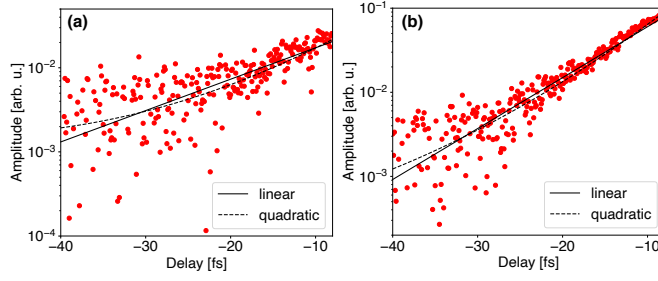 (a)
Amplitude [arb. u.]
10⁻²
10⁻³
10⁻⁴
linear
quadratic
−40 −30 −20 −10
Delay [fs]
(b)
Amplitude [arb. u.]
10⁻¹
10⁻²
10⁻³
linear
quadratic
−40 −30 −20 −10
Delay [fs]